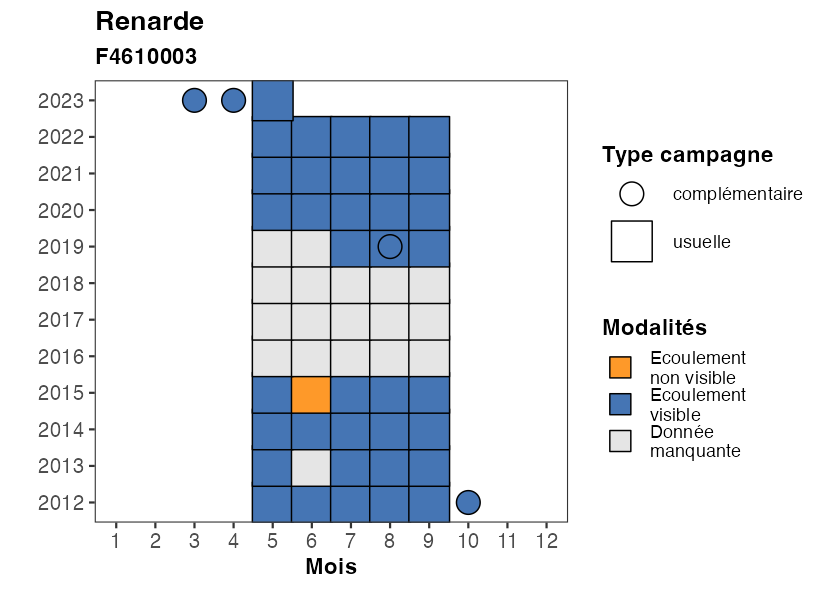 Renarde
F4610003
2023
2022
2021
2020
2019
2018
2017
2016
2015
2014
2013
2012
1 2 3 4 5 6 7 8 9 10 11 12
Mois
Type campagne
complémentaire
usuelle
Modalités
Ecoulement
non visible
Ecoulement
visible
Donnée
manquante